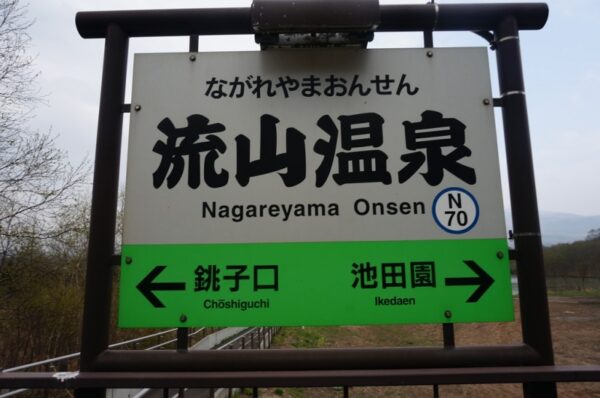 ながれやまおんせん
流山温泉
Nagareyama Onsen
N
70
銚子口
Chōshiguchi
池田園
Ikedaen